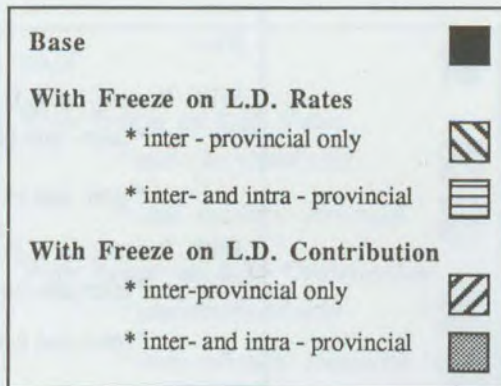 Base
With Freeze on L.D. Rates
* inter - provincial only
* inter- and intra - provincial
With Freeze on L.D. Contribution
* inter-provincial only
* inter- and intra - provincial